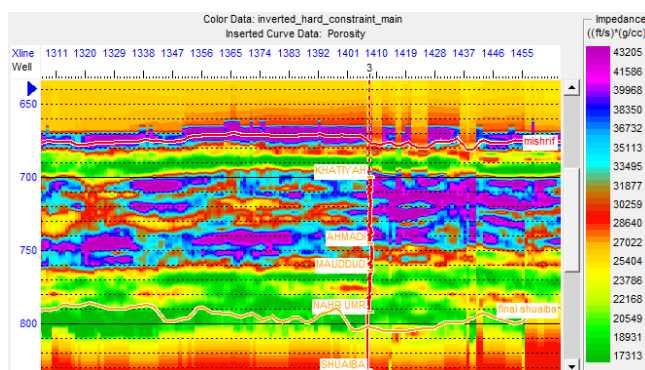 Color Data: inverted_hard_constraint_main
Inserted Curve Data: Porosity
Xline 1311 1320 1329 1338 1347 1356 1365 1374 1383 1392 1401 1410 1419 1428 1437 1446 1455
Well 3
650
mishrif
KHATIYAH
700
AHMADI
750
MAUDDUD
NAHR UMR
final shuaiba
800
SHUAIBA
Impedance
((ft/s)*(g/cc)
43205
41586
39968
38350
36732
35113
33495
31877
30259
28640
27022
25404
23786
22168
20549
18931
17313